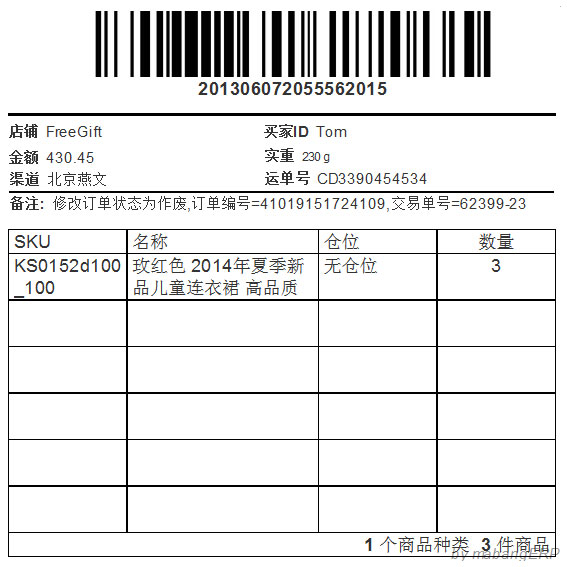 201306072055562015
店铺 FreeGift 买家ID Tom
金额 430.45 实重 230 g
渠道 北京燕文 运单号 CD3390454534
备注: 修改订单状态为作废,订单编号=41019151724109,交易单号=62399-23
SKU 名称 仓位 数量
KS0152d100 玫红色 2014年夏季新 无仓位 3
_100 品儿童连衣裙 高品质
1 个商品种类 3 件商品
by mabangERP